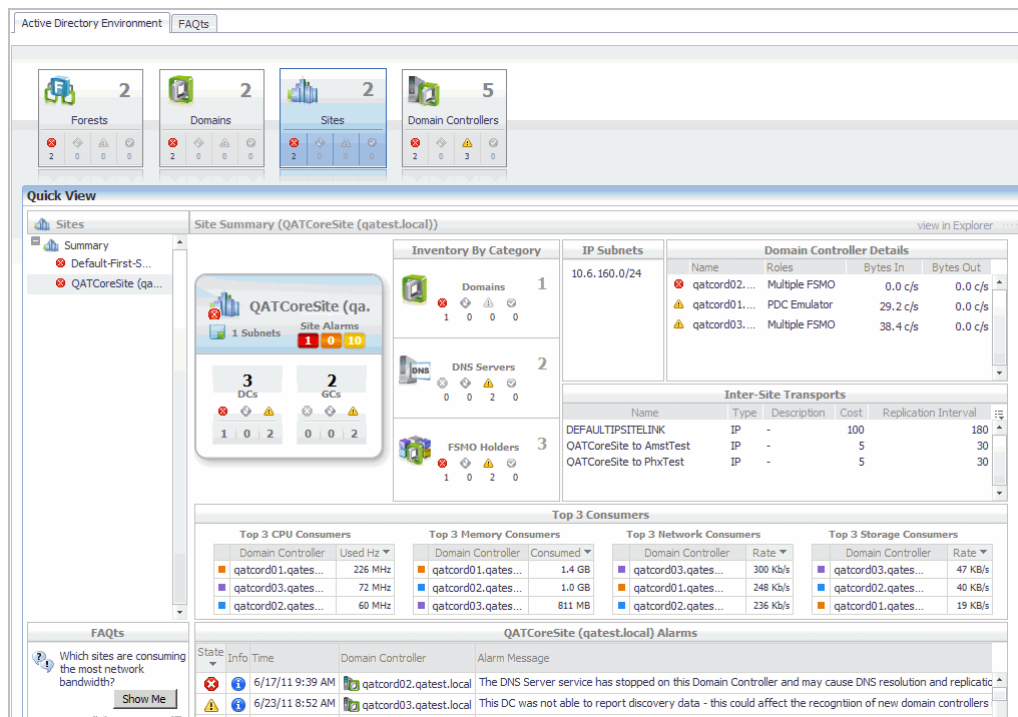 Active Directory Environment FAQts
2 2 2 5
Forests Domains Sites Domain Controllers
2 0 0 0 2 0 0 0 2 0 0 0 2 0 3 0
Quick View
Sites
Summary
Default-First-S...
QATCoreSite (qa...
Site Summary (QATCoreSite (qatest.local))
view in Explorer
QATCoreSite (qa.
1 Subnets
Site Alarms
1 0 10
3 2
DCs GCs
1 0 2 0 0 2
Inventory By Category
Domains 1
1 0 0 0
DNS
DNS Servers 2
0 0 2 0
FSMO Holders 3
1 0 2 0
IP Subnets
10.6.160.0/24
Domain Controller Details
Name Roles Bytes In Bytes Out
qatcord02.... Multiple FSMO 0.0 c/s 0.0 c/s
qatcord01.... PDC Emulator 29.2 c/s 0.0 c/s
qatcord03.... Multiple FSMO 38.4 c/s 0.0 c/s
Inter-Site Transports
Name Type Description Cost Replication Interval
DEFAULTIPSITELINK IP - 100 180
QATCoreSite to AmstTest IP - 5 30
QATCoreSite to PhxTest IP - 5 30
Top 3 Consumers
Top 3 CPU Consumers
Domain Controller Used Hz
qatcord01.qates... 226 MHz
qatcord03.qates... 72 MHz
qatcord02.qates... 60 MHz
Top 3 Memory Consumers
Domain Controller Consumed
qatcord01.qates... 1.4 GB
qatcord02.qates... 1.0 GB
qatcord03.qates... 811 MB
Top 3 Network Consumers
Domain Controller Rate
qatcord03.qates... 300 Kb/s
qatcord01.qates... 248 Kb/s
qatcord02.qates... 236 Kb/s
Top 3 Storage Consumers
Domain Controller Rate
qatcord03.qates... 47 KB/s
qatcord02.qates... 40 KB/s
qatcord01.qates... 19 KB/s
FAQts
Which sites are consuming
the most network
bandwidth?
Show Me
QATCoreSite (qatest.local) Alarms
State Info Time Domain Controller Alarm Message
6/17/11 9:39 AM qatcord02.qatest.local The DNS Server service has stopped on this Domain Controller and may cause DNS resolution and replicatic
6/23/11 8:52 AM qatcord03.qatest.local This DC was not able to report discovery data - this could affect the recogntiion of new domain controllers